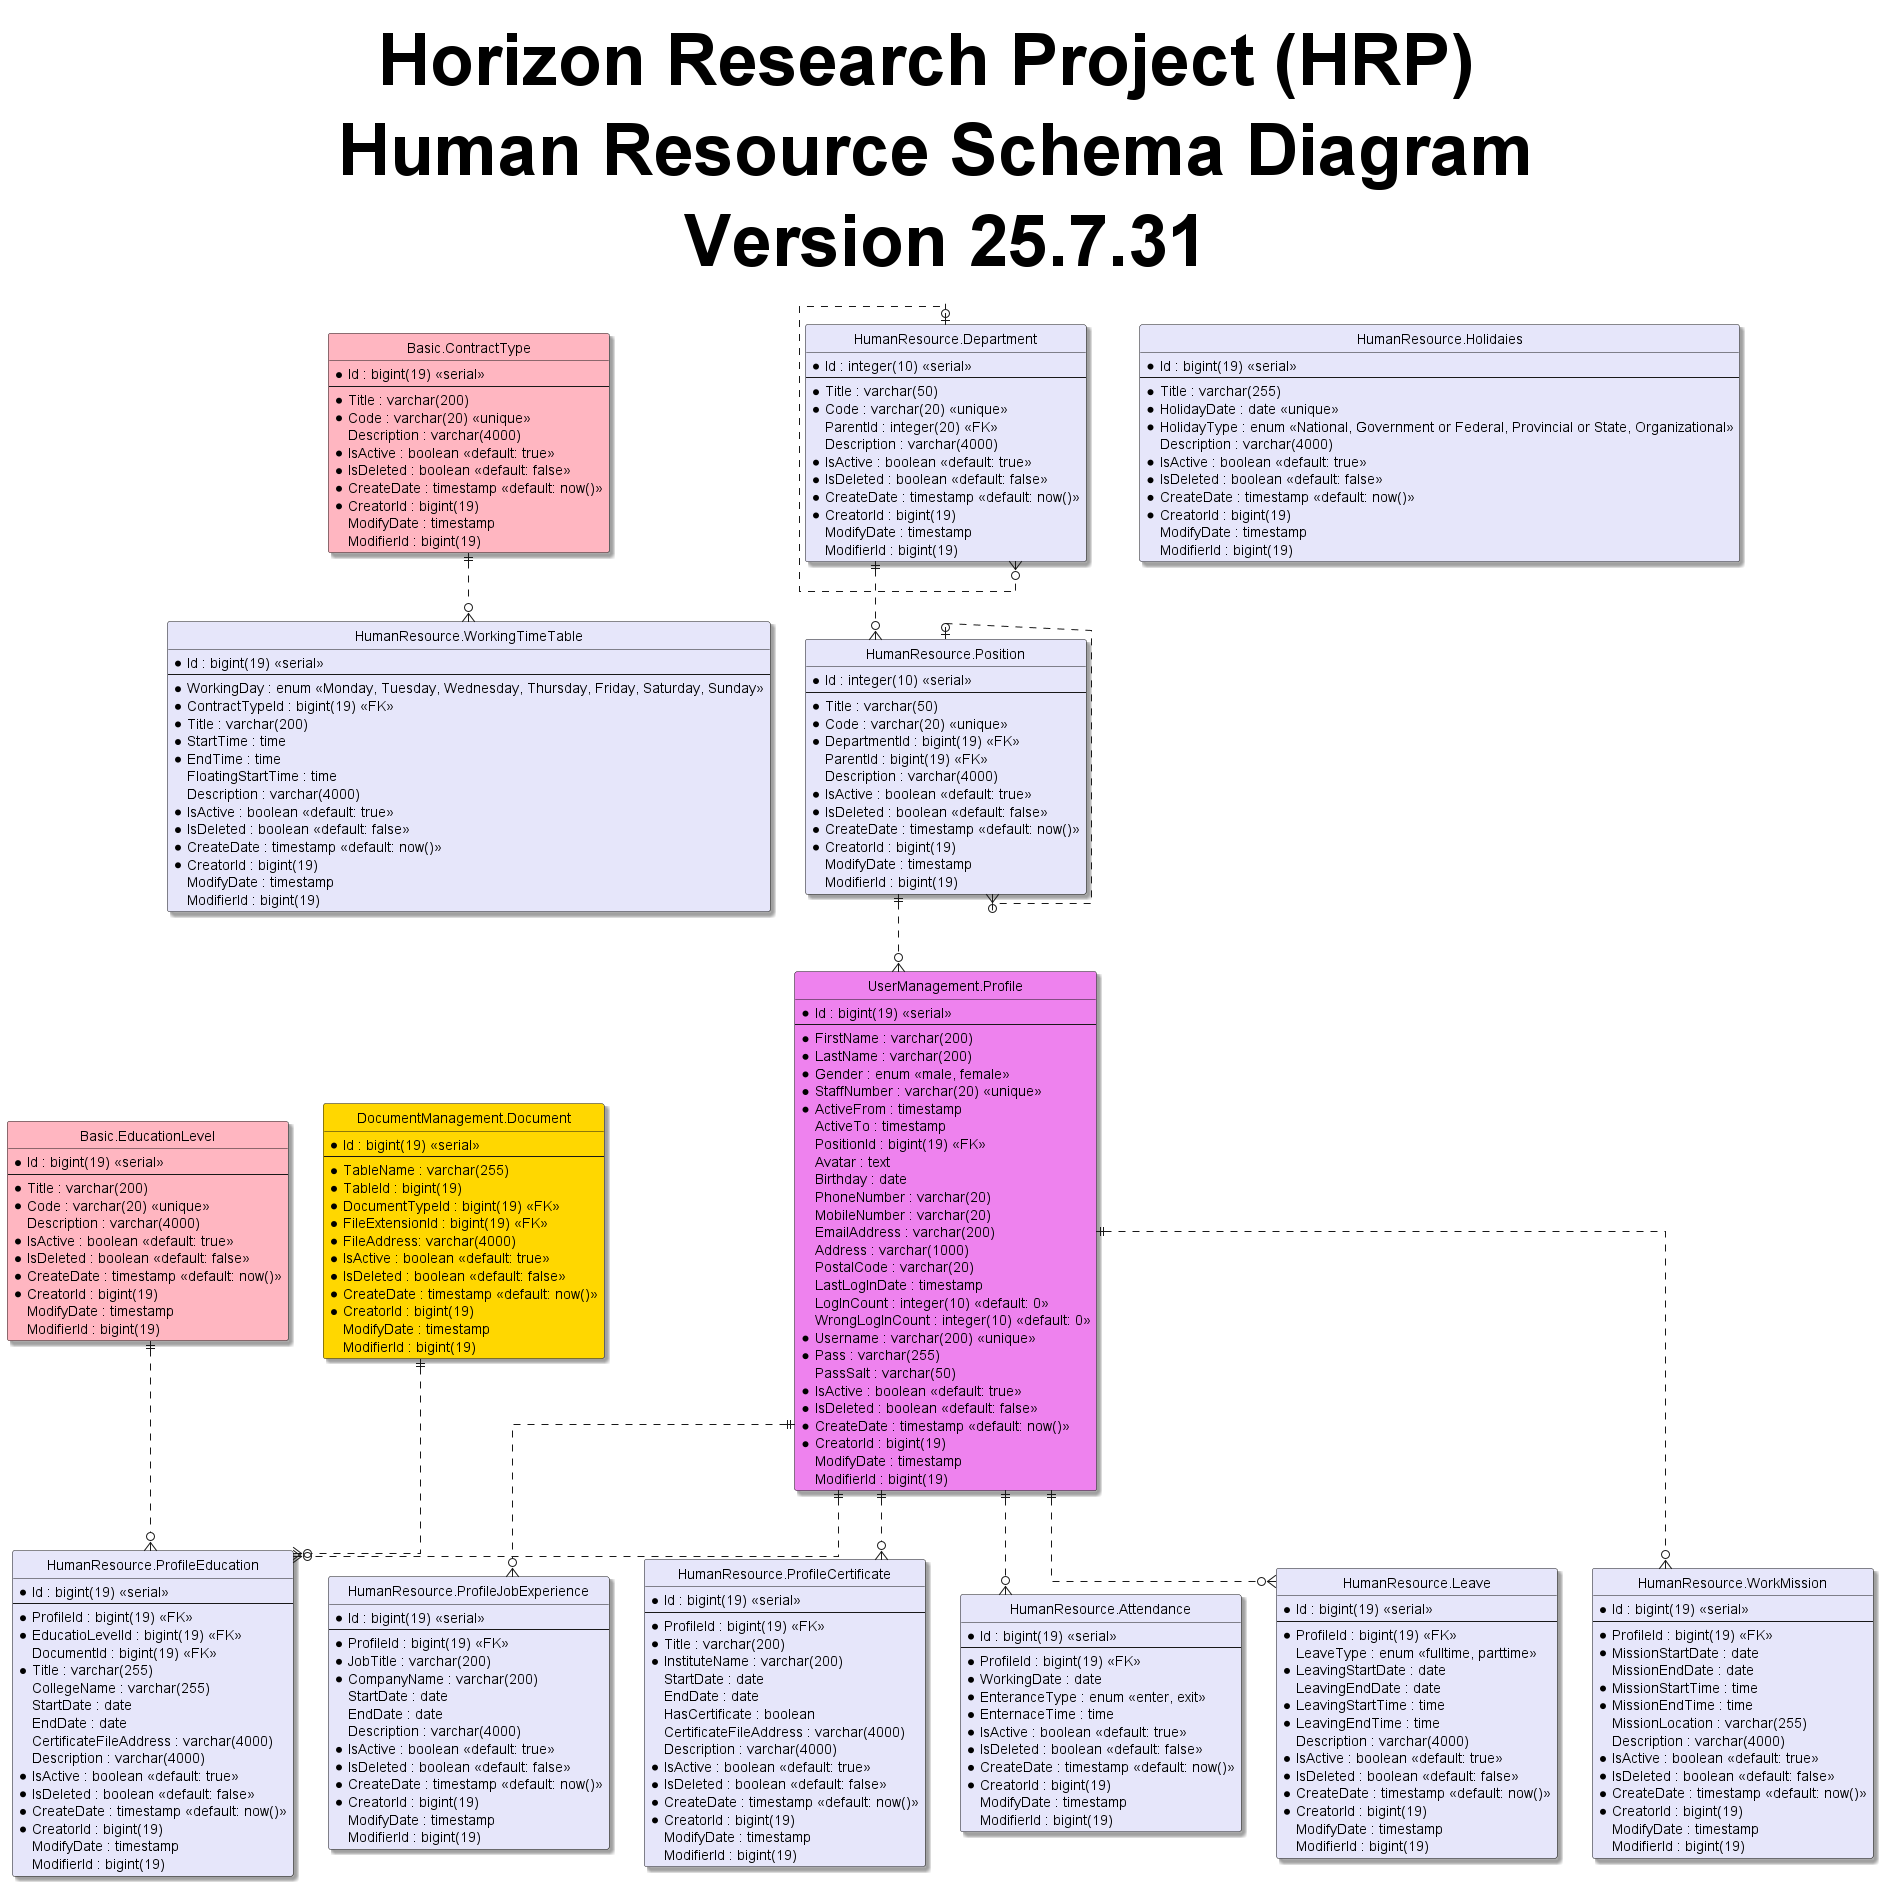 Horizon Research Project (HRP)
Human Resource Schema Diagram
Version 25.7.31
Basic.ContractType
Id : bigint(19) «serial»
Title : varchar(200)
Code : varchar(20) «unique»
Description : varchar(4000)
IsActive : boolean «default: true»
IsDeleted : boolean «default: false»
CreateDate : timestamp «default: now()»
CreatorId : bigint(19)
ModifyDate : timestamp
ModifierId : bigint(19)
HumanResource.Department
Id : integer(10) «serial»
Title : varchar(50)
Code : varchar(20) «unique»
ParentId : integer(20) «FK»
Description : varchar(4000)
IsActive : boolean «default: true»
IsDeleted : boolean «default: false»
CreateDate : timestamp «default: now()»
CreatorId : bigint(19)
ModifyDate : timestamp
ModifierId : bigint(19)
HumanResource.Holidaies
Id : bigint(19) «serial»
Title : varchar(255)
HolidayDate : date «unique»
HolidayType : enum «National, Government or Federal, Provincial or State, Organizational»
Description : varchar(4000)
IsActive : boolean «default: true»
IsDeleted : boolean «default: false»
CreateDate : timestamp «default: now()»
CreatorId : bigint(19)
ModifyDate : timestamp
ModifierId : bigint(19)
HumanResource.WorkingTimeTable
Id : bigint(19) «serial»
WorkingDay : enum «Monday, Tuesday, Wednesday, Thursday, Friday, Saturday, Sunday»
ContractTypeId : bigint(19) «FK»
Title : varchar(200)
StartTime : time
EndTime : time
FloatingStartTime : time
Description : varchar(4000)
IsActive : boolean «default: true»
IsDeleted : boolean «default: false»
CreateDate : timestamp «default: now()»
CreatorId : bigint(19)
ModifyDate : timestamp
ModifierId : bigint(19)
HumanResource.Position
Id : integer(10) «serial»
Title : varchar(50)
Code : varchar(20) «unique»
DepartmentId : bigint(19) «FK»
ParentId : bigint(19) «FK»
Description : varchar(4000)
IsActive : boolean «default: true»
IsDeleted : boolean «default: false»
CreateDate : timestamp «default: now()»
CreatorId : bigint(19)
ModifyDate : timestamp
ModifierId : bigint(19)
UserManagement.Profile
Id : bigint(19) «serial»
FirstName : varchar(200)
LastName : varchar(200)
Gender : enum «male, female»
StaffNumber : varchar(20) «unique»
ActiveFrom : timestamp
ActiveTo : timestamp
PositionId : bigint(19) «FK»
Avatar : text
Birthday : date
PhoneNumber : varchar(20)
MobileNumber : varchar(20)
EmailAddress : varchar(200)
Address : varchar(1000)
PostalCode : varchar(20)
LastLogInDate : timestamp
LogInCount : integer(10) «default: 0»
WrongLogInCount : integer(10) «default: 0»
Username : varchar(200) «unique»
Pass : varchar(255)
PassSalt : varchar(50)
IsActive : boolean «default: true»
IsDeleted : boolean «default: false»
CreateDate : timestamp «default: now()»
CreatorId : bigint(19)
ModifyDate : timestamp
ModifierId : bigint(19)
Basic.EducationLevel
Id : bigint(19) «serial»
Title : varchar(200)
Code : varchar(20) «unique»
Description : varchar(4000)
IsActive : boolean «default: true»
IsDeleted : boolean «default: false»
CreateDate : timestamp «default: now()»
CreatorId : bigint(19)
ModifyDate : timestamp
ModifierId : bigint(19)
DocumentManagement.Document
Id : bigint(19) «serial»
TableName : varchar(255)
TableId : bigint(19)
DocumentTypeId : bigint(19) «FK»
FileExtensionId : bigint(19) «FK»
FileAddress: varchar(4000)
IsActive : boolean «default: true»
IsDeleted : boolean «default: false»
CreateDate : timestamp «default: now()»
CreatorId : bigint(19)
ModifyDate : timestamp
ModifierId : bigint(19)
HumanResource.ProfileEducation
Id : bigint(19) «serial»
ProfileId : bigint(19) «FK»
EducatioLevelId : bigint(19) «FK»
DocumentId : bigint(19) «FK»
Title : varchar(255)
CollegeName : varchar(255)
StartDate : date
EndDate : date
CertificateFileAddress : varchar(4000)
Description : varchar(4000)
IsActive : boolean «default: true»
IsDeleted : boolean «default: false»
CreateDate : timestamp «default: now()»
CreatorId : bigint(19)
ModifyDate : timestamp
ModifierId : bigint(19)
HumanResource.ProfileJobExperience
Id : bigint(19) «serial»
ProfileId : bigint(19) «FK»
JobTitle : varchar(200)
CompanyName : varchar(200)
StartDate : date
EndDate : date
Description : varchar(4000)
IsActive : boolean «default: true»
IsDeleted : boolean «default: false»
CreateDate : timestamp «default: now()»
CreatorId : bigint(19)
ModifyDate : timestamp
ModifierId : bigint(19)
HumanResource.ProfileCertificate
Id : bigint(19) «serial»
ProfileId : bigint(19) «FK»
Title : varchar(200)
InstituteName : varchar(200)
StartDate : date
EndDate : date
HasCertificate : boolean
CertificateFileAddress : varchar(4000)
Description : varchar(4000)
IsActive : boolean «default: true»
IsDeleted : boolean «default: false»
CreateDate : timestamp «default: now()»
CreatorId : bigint(19)
ModifyDate : timestamp
ModifierId : bigint(19)
HumanResource.Attendance
Id : bigint(19) «serial»
ProfileId : bigint(19) «FK»
WorkingDate : date
EnteranceType : enum «enter, exit»
EnternaceTime : time
IsActive : boolean «default: true»
IsDeleted : boolean «default: false»
CreateDate : timestamp «default: now()»
CreatorId : bigint(19)
ModifyDate : timestamp
ModifierId : bigint(19)
HumanResource.Leave
Id : bigint(19) «serial»
ProfileId : bigint(19) «FK»
LeaveType : enum «fulltime, parttime»
LeavingStartDate : date
LeavingEndDate : date
LeavingStartTime : time
LeavingEndTime : time
Description : varchar(4000)
IsActive : boolean «default: true»
IsDeleted : boolean «default: false»
CreateDate : timestamp «default: now()»
CreatorId : bigint(19)
ModifyDate : timestamp
ModifierId : bigint(19)
HumanResource.WorkMission
Id : bigint(19) «serial»
ProfileId : bigint(19) «FK»
MissionStartDate : date
MissionEndDate : date
MissionStartTime : time
MissionEndTime : time
MissionLocation : varchar(255)
Description : varchar(4000)
IsActive : boolean «default: true»
IsDeleted : boolean «default: false»
CreateDate : timestamp «default: now()»
CreatorId : bigint(19)
ModifyDate : timestamp
ModifierId : bigint(19)